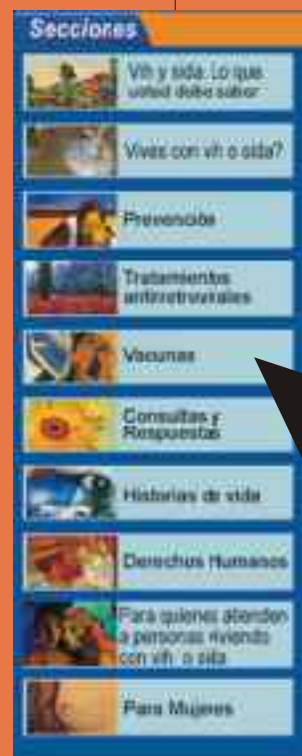 Secciones
Vih y sida. Lo que
usted debe saber
Vives con vih o sida?
Prevención
Tratamientos
antirretrovirales
Vacunas
Consultas y
Respuestas
Historias de vida
Derechos Humanos
Para quienes atienden
a personas viviendo
con vih o sida
Para Mujeres